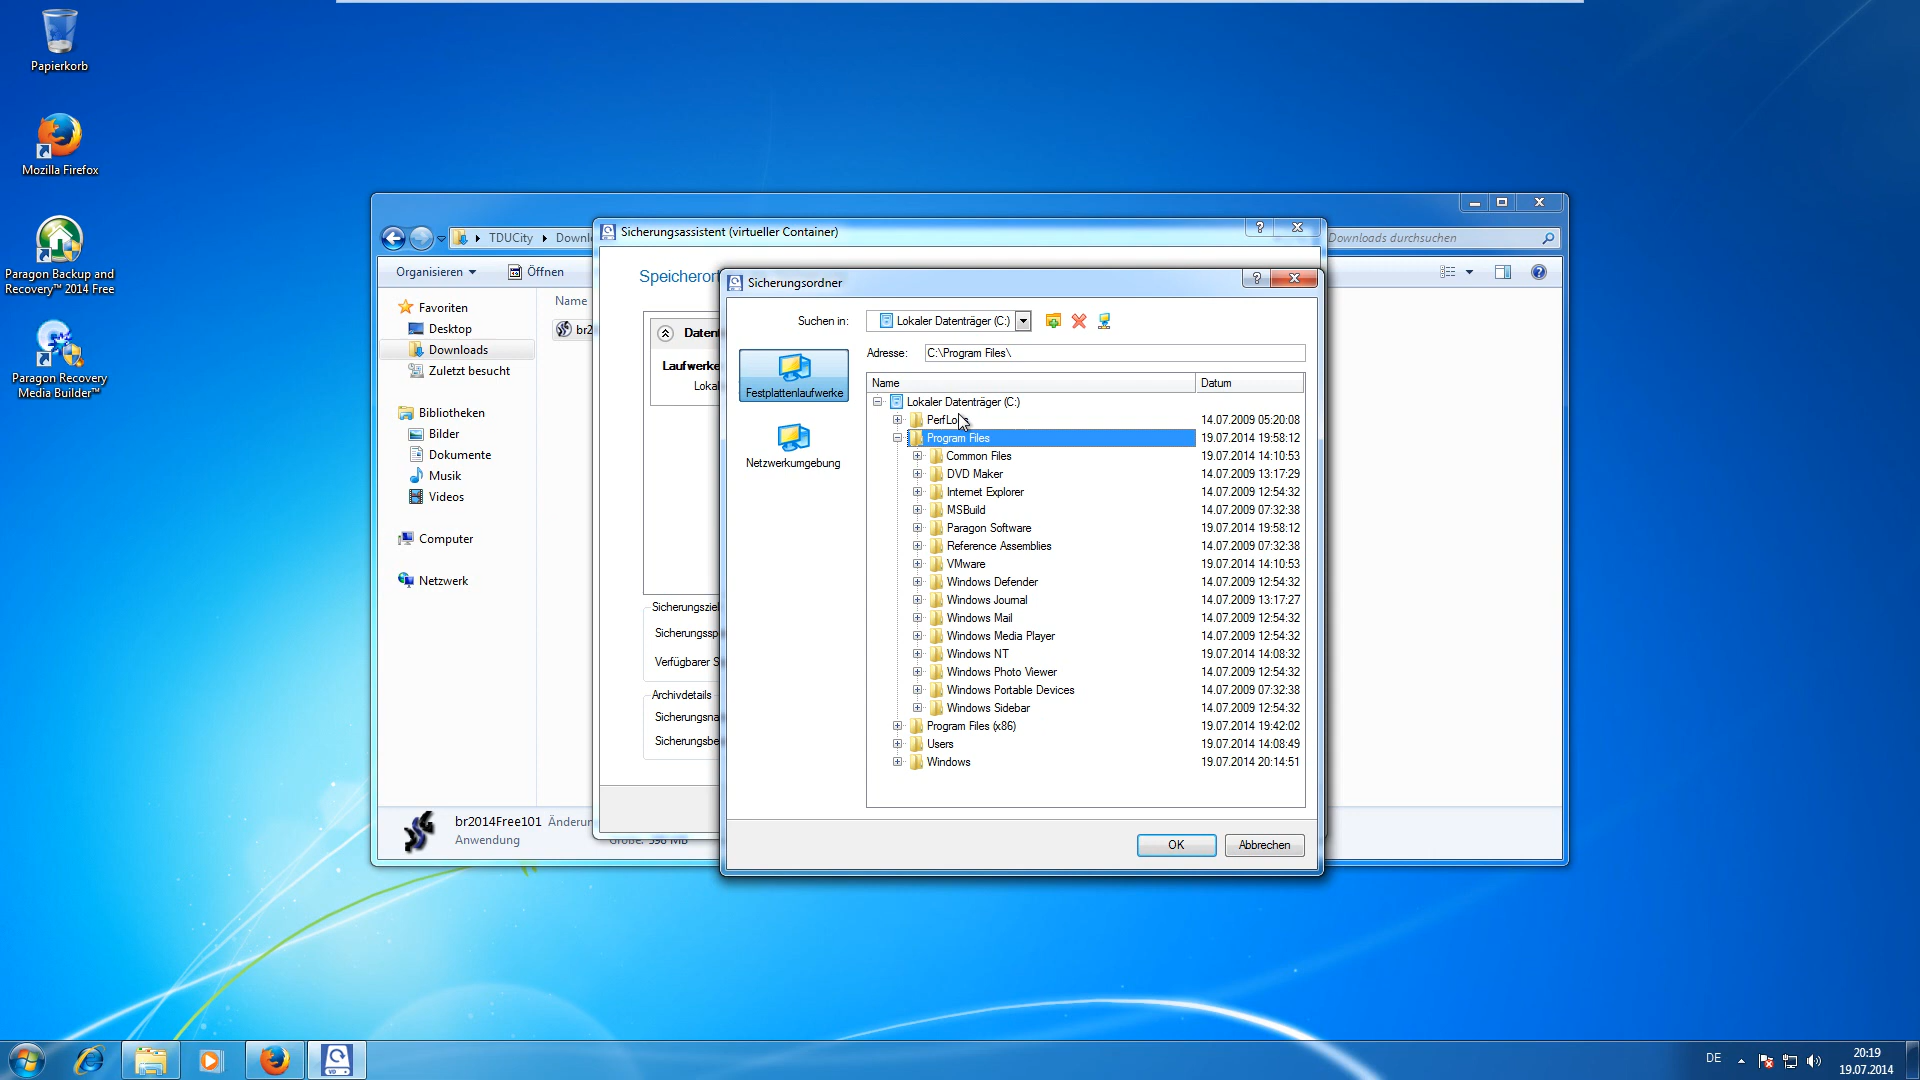 Papierkorb
Mozilla Firefox
Paragon Backup and
Recovery™ 2014 Free
Paragon Recovery
Media Builder™
TDUCity
Downl
Downloads durchsuchen
Organisieren
Öffnen
Favoriten
Desktop
Downloads
Zuletzt besucht
Bibliotheken
Bilder
Dokumente
Musik
Videos
Computer
Netzwerk
Name
br2
br2014Free101
Änderun
Anwendung
Größe: 598 MB
Sicherungsassistent (virtueller Container)
Speicheror
Daten
Laufwerke
Lokal
Sicherungsziel
Sicherungssp
Verfügbarer S
Archivdetails
Sicherungsna
Sicherungsbe
Sicherungsordner
Suchen in:
Lokaler Datenträger (C:)
Adresse:
C:\Program Files\
Festplattenlaufwerke
Netzwerkumgebung
Name Datum
Lokaler Datenträger (C:)
PerfLo 14.07.2009 05:20:08
Program Files 19.07.2014 19:58:12
Common Files 19.07.2014 14:10:53
DVD Maker 14.07.2009 13:17:29
Internet Explorer 14.07.2009 12:54:32
MSBuild 14.07.2009 07:32:38
Paragon Software 19.07.2014 19:58:12
Reference Assemblies 14.07.2009 07:32:38
VMware 19.07.2014 14:10:53
Windows Defender 14.07.2009 12:54:32
Windows Journal 14.07.2009 13:17:27
Windows Mail 14.07.2009 12:54:32
Windows Media Player 14.07.2009 12:54:32
Windows NT 19.07.2014 14:08:32
Windows Photo Viewer 14.07.2009 12:54:32
Windows Portable Devices 14.07.2009 07:32:38
Windows Sidebar 14.07.2009 12:54:32
Program Files (x86) 19.07.2014 19:42:02
Users 19.07.2014 14:08:49
Windows 19.07.2014 20:14:51
OK
Abbrechen
DE
20:19
19.07.2014